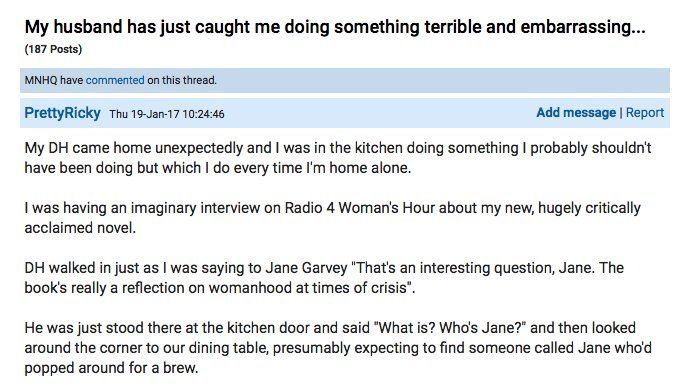 My husband has just caught me doing something terrible and embarrassing...
(187 Posts)
MNHQ have commented on this thread.
PrettyRicky Thu 19-Jan-17 10:24:46 Add message | Report
My DH came home unexpectedly and I was in the kitchen doing something I probably shouldn't
have been doing but which I do every time I'm home alone.
I was having an imaginary interview on Radio 4 Woman's Hour about my new, hugely critically
acclaimed novel.
DH walked in just as I was saying to Jane Garvey "That's an interesting question, Jane. The
book's really a reflection on womanhood at times of crisis".
He was just stood there at the kitchen door and said "What is? Who's Jane?" and then looked
around the corner to our dining table, presumably expecting to find someone called Jane who'd
popped around for a brew.